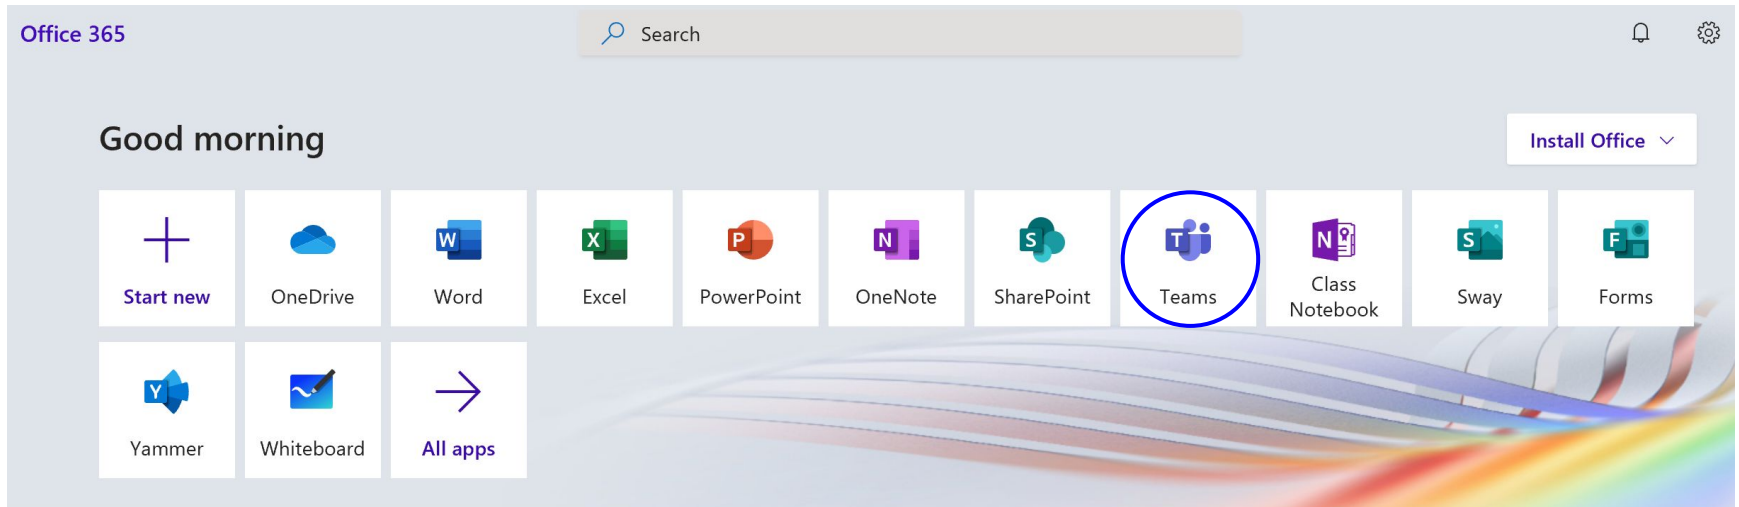 Office 365
Search
Good morning
Install Office
Start new
OneDrive
W
Word
X
Excel
P
PowerPoint
N
OneNote
S
SharePoint
T
Teams
N
Class
Notebook
S
Sway
F
Forms
Y
Yammer
Whiteboard
All apps